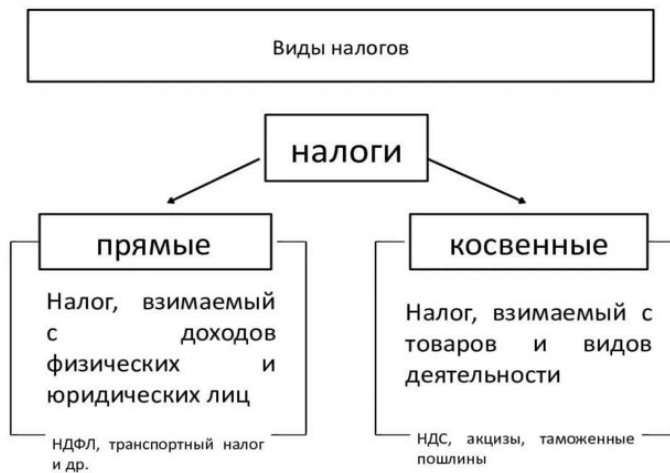 Виды налогов
налоги
прямые
Налог, взимаемый
с доходов
физических и
юридических лиц
НДФЛ, транспортный налог
и др.
косвенные
Налог, взимаемый с
товаров и видов
деятельности
НДС, акцизы, таможенные
пошлины